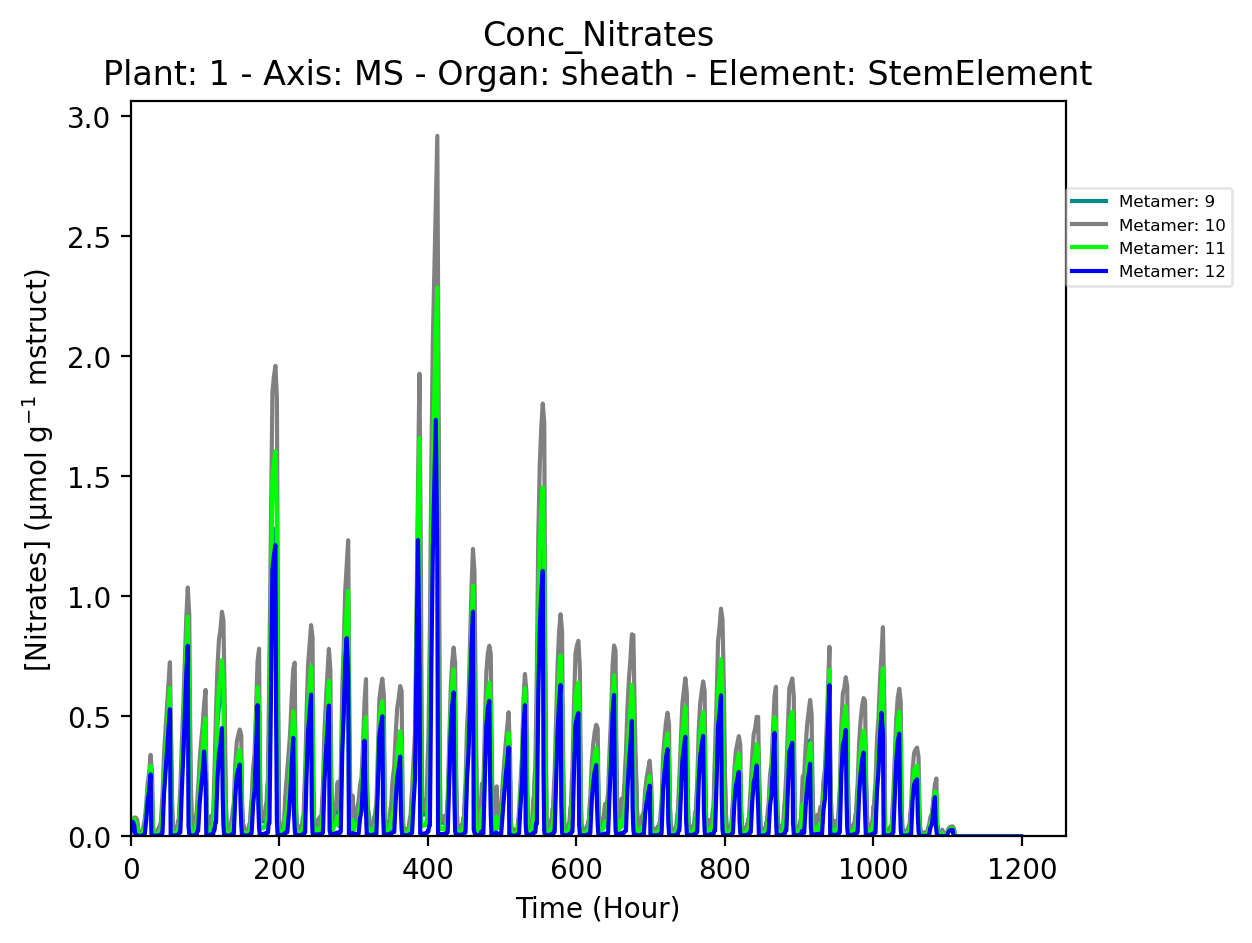 Conc_Nitrates
Plant: 1 - Axis: MS - Organ: sheath - Element: StemElement
3.0
2.5
2.0
1.5
1.0
0.5
0.0
[Nitrates] (µmol g⁻¹ mstruct)
Metamer: 9
Metamer: 10
Metamer: 11
Metamer: 12
0 200 400 600 800 1000 1200
Time (Hour)